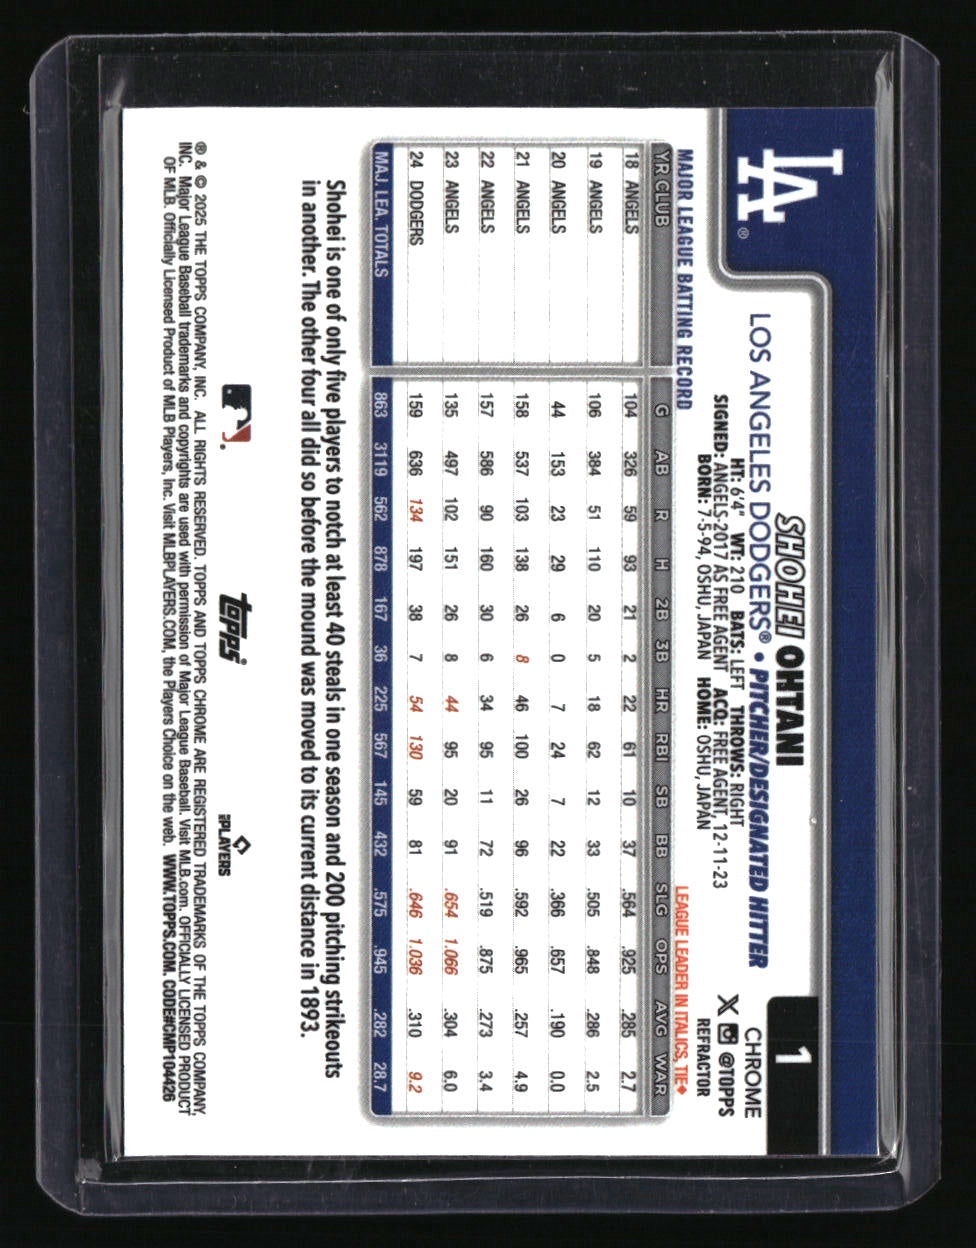 LA®
1
SHOHEI OHTANI
LOS ANGELES DODGERS® • PITCHER/DESIGNATED HITTER
CHROME
HT: 6'4" WT: 210 BATS: LEFT THROWS: RIGHT
@TOPPS
SIGNED: ANGELS-2017 AS FREE AGENT ACQ: FREE AGENT, 12-11-23
BORN: 7-5-94, OSHU, JAPAN HOME: OSHU, JAPAN
REFRACTOR
MAJOR LEAGUE BATTING RECORD
LEAGUE LEADER IN ITALICS, TIE♦
YR CLUB G AB R H 2B 3B HR RBI SB BB SLG OPS AVG WAR
18 ANGELS 104 326 59 93 21 2 22 61 10 37 .564 .925 .285 2.7
19 ANGELS 106 384 51 110 20 5 18 62 12 33 .505 .848 .286 2.5
20 ANGELS 44 153 23 29 6 0 7 24 7 22 .366 .657 .190 0.0
21 ANGELS 158 537 103 138 26 8 46 100 26 96 .592 .965 .257 4.9
22 ANGELS 157 586 90 160 30 6 34 95 11 72 .519 .875 .273 3.4
23 ANGELS 135 497 102 151 26 8 44 95 20 91 .654 1.066 .304 6.0
24 DODGERS 159 636 134 197 38 7 54 130 59 81 .646 1.036 .310 9.2
MAJ. LEA. TOTALS 863 3119 562 878 167 36 225 567 145 432 .575 .945 .282 28.7
Shohei is one of only five players to notch at least 40 steals in one season and 200 pitching strikeouts
in another. The other four all did so before the mound was moved to its current distance in 1893.
topps
PLAYERS
® & © 2025 THE TOPPS COMPANY, INC. ALL RIGHTS RESERVED. TOPPS AND TOPPS CHROME ARE REGISTERED TRADEMARKS OF THE TOPPS COMPANY,
INC. Major League Baseball trademarks and copyrights are used with permission of Major League Baseball. Visit MLB.com. OFFICIALLY LICENSED PRODUCT
OF MLB. Officially Licensed Product of MLB Players, Inc. Visit MLBPLAYERS.COM, the Players Choice on the web. WWW.TOPPS.COM. CODE#CMP104426